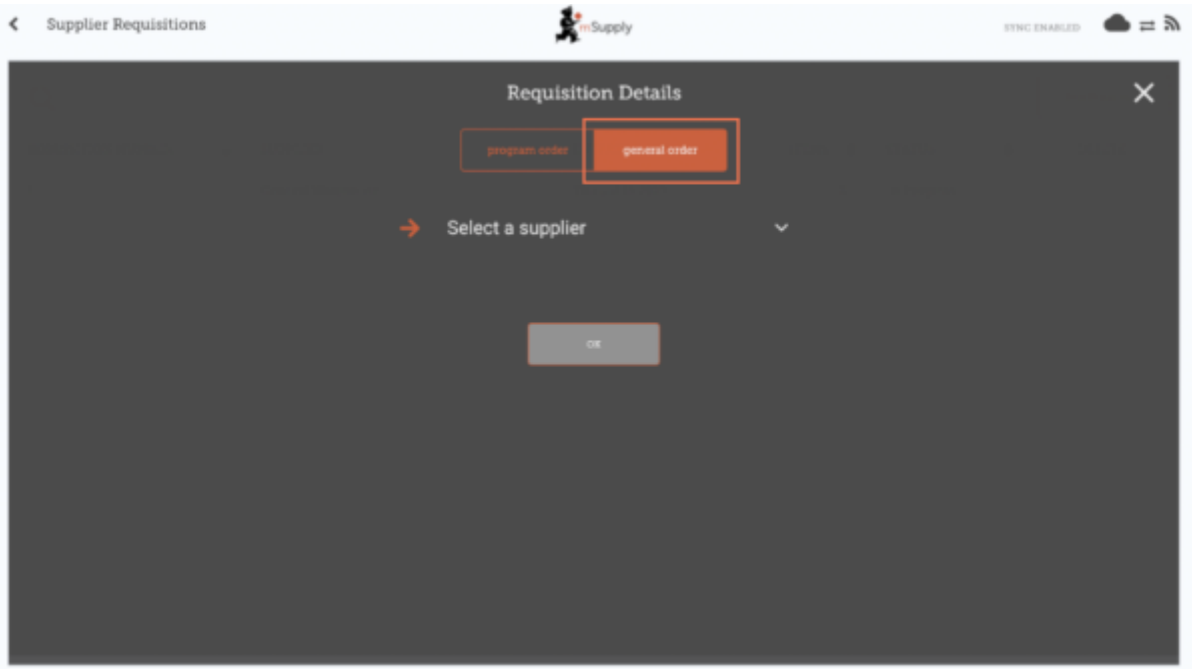 Supplier Requisitions
mSupply
SYNC ENABLED
Requisition Details
program order
general order
Select a supplier
OK